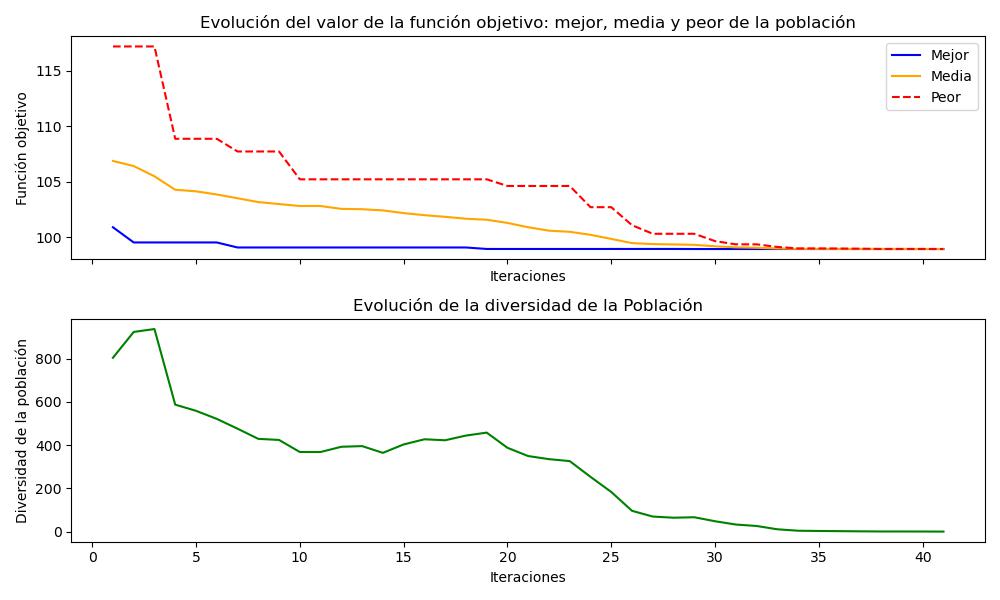 Evolución del valor de la función objetivo: mejor, media y peor de la población
Función objetivo
115
110
105
100
Mejor
Media
Peor
Iteraciones
Evolución de la diversidad de la Población
Diversidad de la población
800
600
400
200
0
0 5 10 15 20 25 30 35 40
Iteraciones